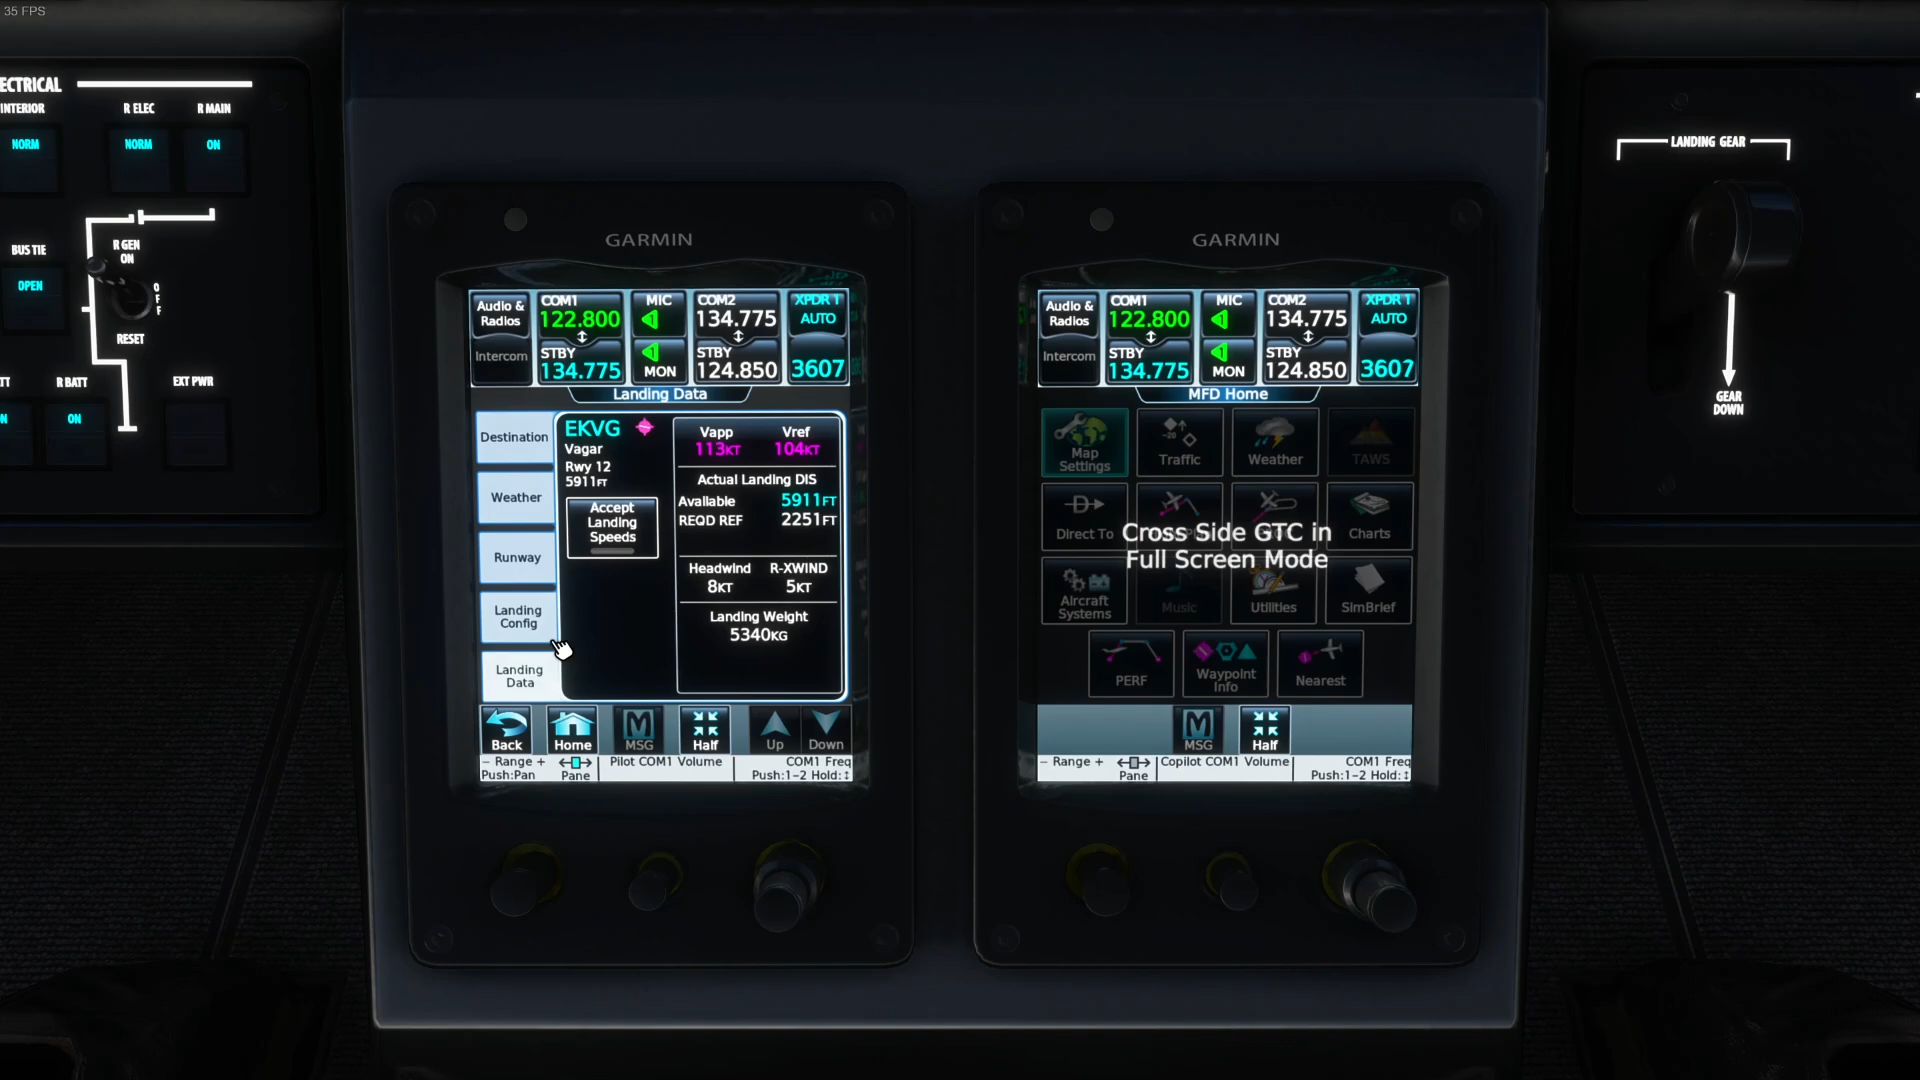 35 FPS
ECTRICAL
INTERIOR
R ELEC
R MAIN
NORM
NORM
ON
BUS TIE
R GEN
ON
OPEN
O
F
F
RESET
TT
R BATT
EXT PWR
N
ON
GARMIN
Audio &
Radios
Intercom
COM1
122.800
STBY
134.775
MIC
1
1
MON
COM2
134.775
STBY
124.850
XPDR 1
AUTO
3607
Landing Data
Destination
Weather
Runway
Landing
Config
Landing
Data
EKVG
Vagar
Rwy 12
5911FT
Accept
Landing
Speeds
Vapp
Vref
113KT
104KT
Actual Landing DIS
Available
5911FT
REQD REF
2251FT
Headwind
R-XWIND
8KT
5KT
Landing Weight
5340KG
Back
Home
MSG
Half
Up
Down
− Range +
Push:Pan
Pane
Pilot COM1 Volume
COM1 Freq
Push:1–2 Hold:↕
GARMIN
Audio &
Radios
Intercom
COM1
122.800
STBY
134.775
MIC
1
1
MON
COM2
134.775
STBY
124.850
XPDR 1
AUTO
3607
MFD Home
Map
Settings
Traffic
-20
Weather
TAWS
Direct To
Charts
Cross Side GTC in
Full Screen Mode
Aircraft
Systems
Music
Utilities
SimBrief
PERF
Waypoint
Info
Nearest
MSG
Half
− Range +
Pane
Copilot COM1 Volume
COM1 Freq
Push:1–2 Hold:↕
LANDING GEAR
GEAR
DOWN